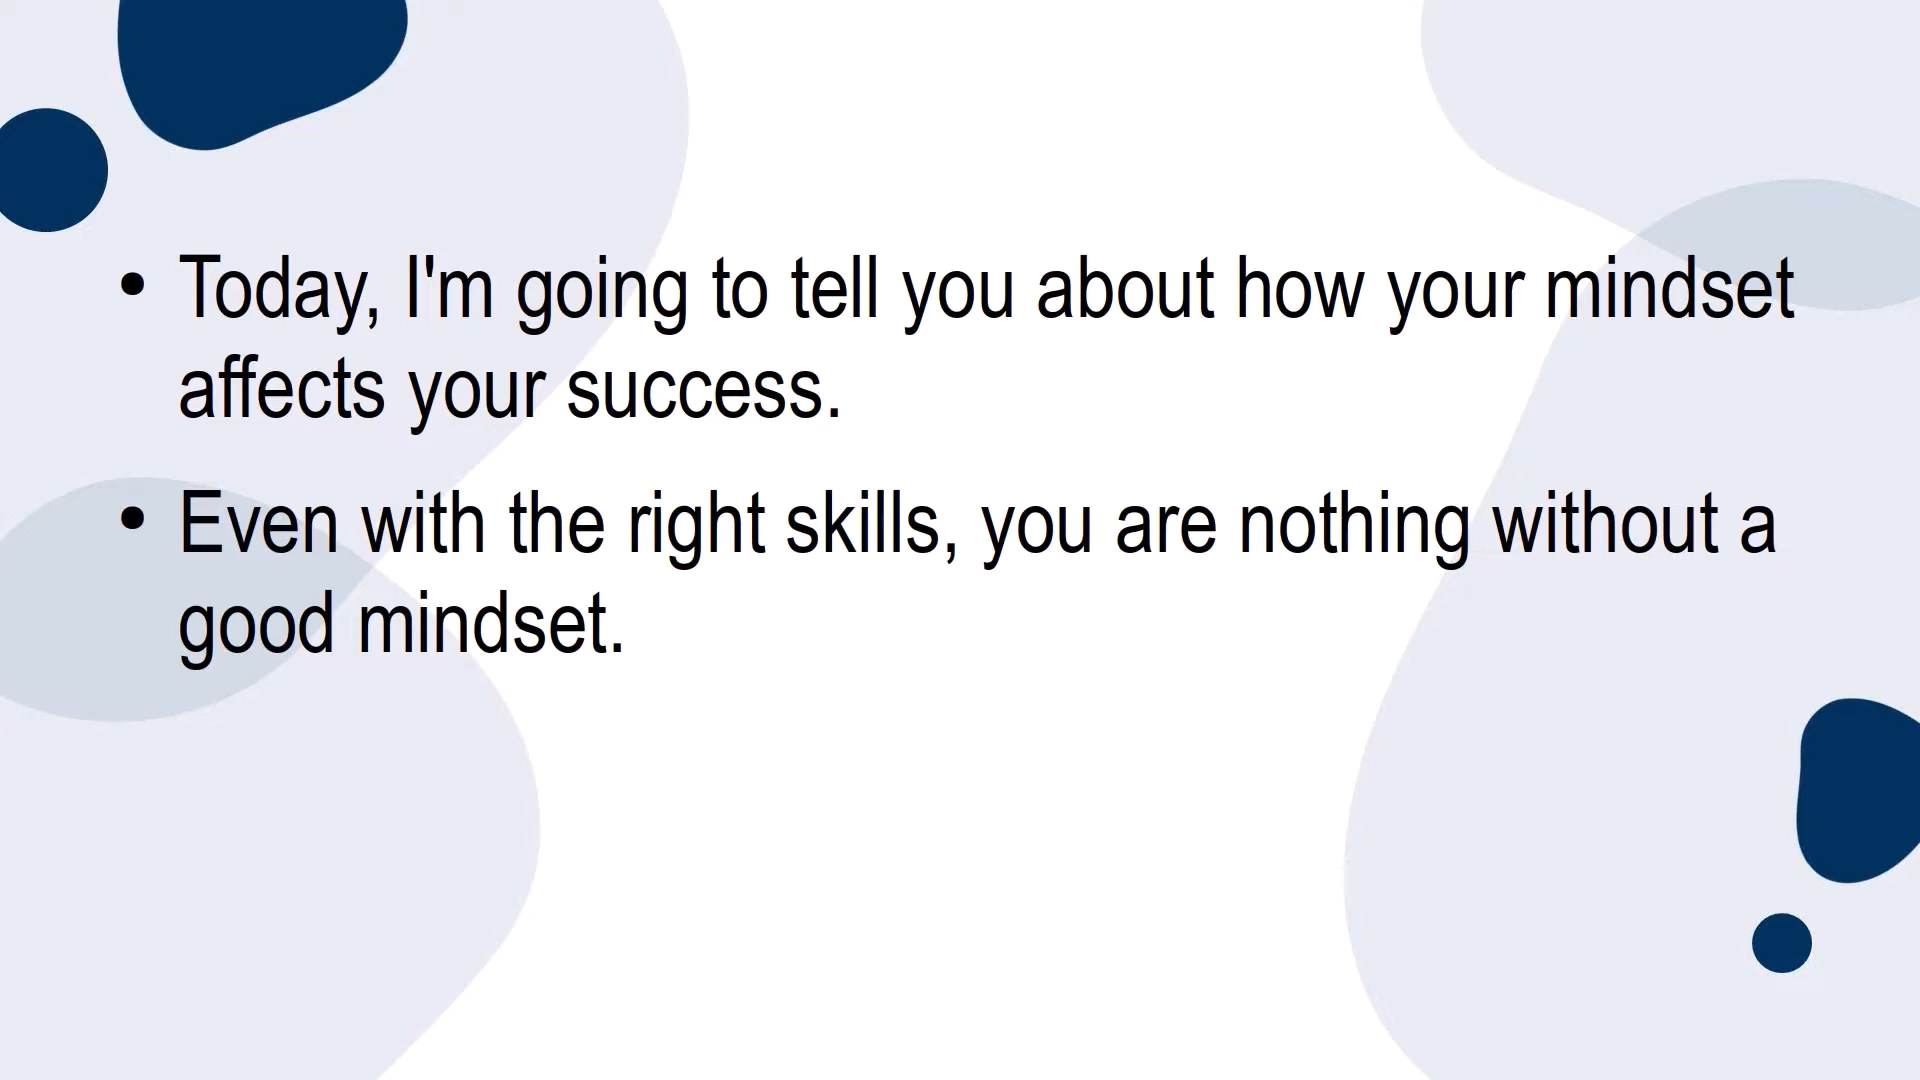 • Today, I'm going to tell you about how your mindset
affects your success.
• Even with the right skills, you are nothing without a
good mindset.